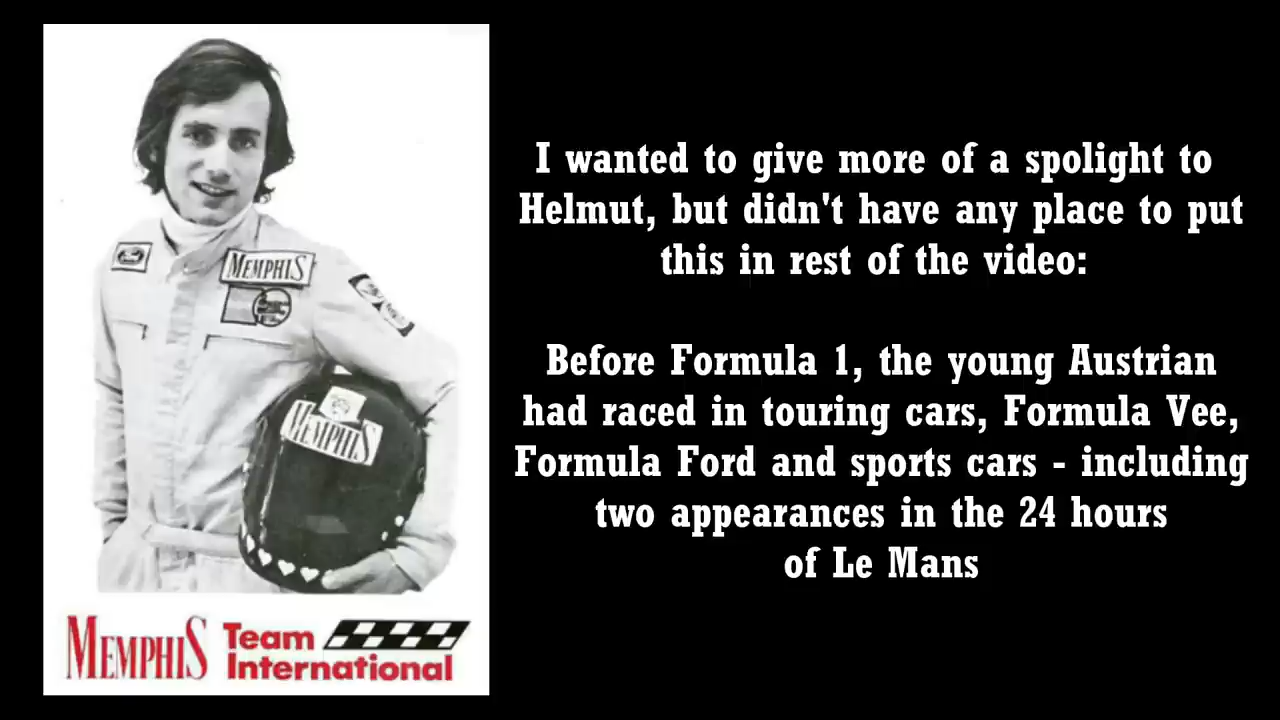 I wanted to give more of a spolight to
Helmut, but didn't have any place to put
this in rest of the video:
Before Formula 1, the young Austrian
had raced in touring cars, Formula Vee,
Formula Ford and sports cars - including
two appearances in the 24 hours
of Le Mans
MEMPHIS
MEMPHIS
MEMPHIS Team
International